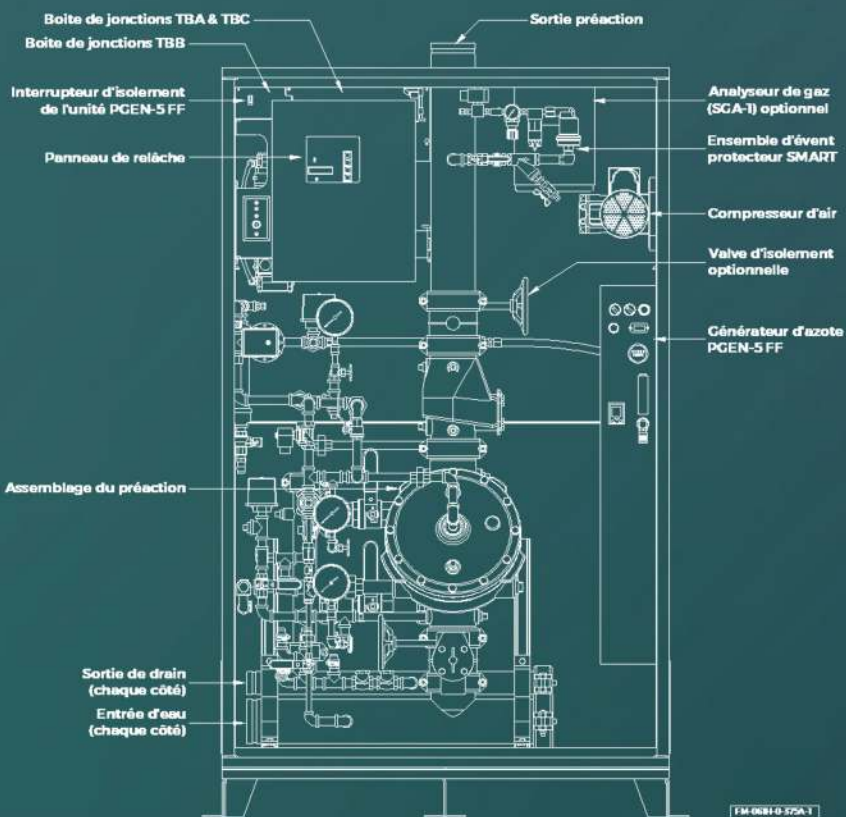 Boite de jonctions TBA & TBC
Boite de jonctions TBB
Interrupteur d'isolement
de l'unité PGEN-5 FF
Panneau de relâche
Assemblage du préaction
Sortie de drain
(chaque côté)
Entrée d'eau
(chaque côté)
Sortie préaction
Analyseur de gaz
(SGA-1) optionnel
Ensemble d'évent
protecteur SMART
Compresseur d'air
Valve d'isolement
optionnelle
Générateur d'azote
PGEN-5 FF